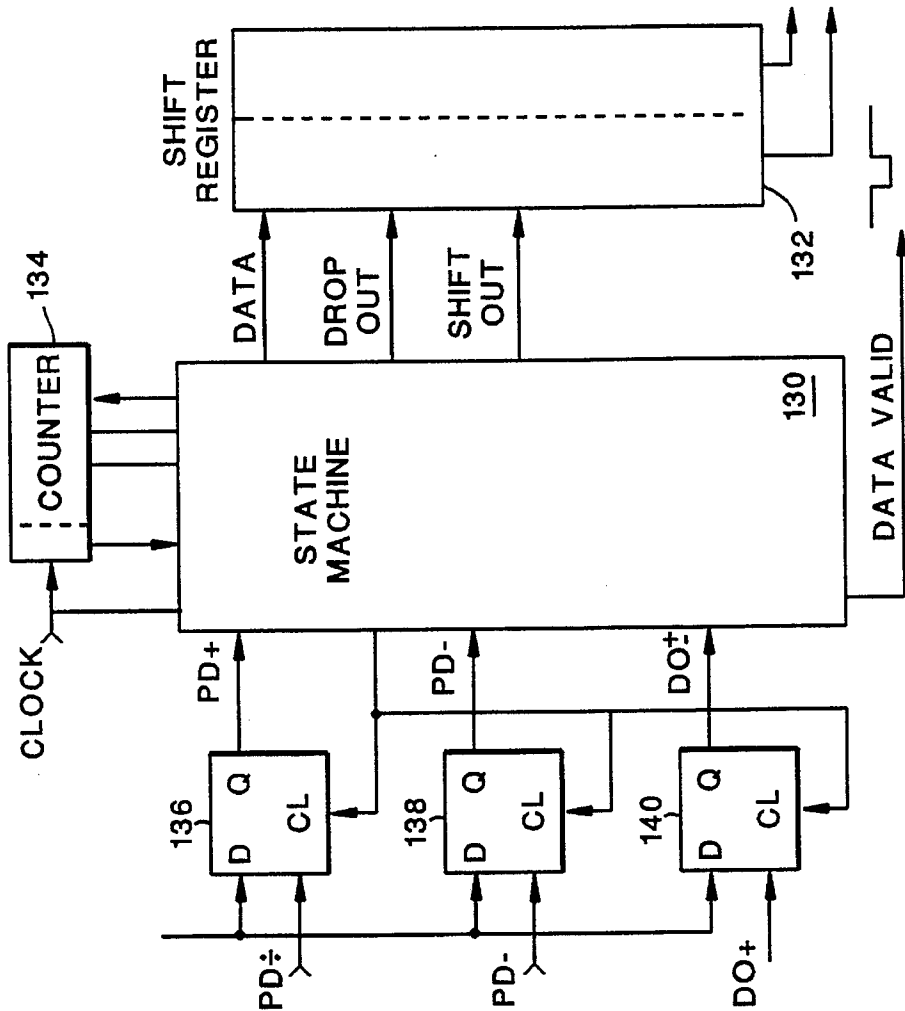 CLOCK
COUNTER
134
SHIFT
REGISTER
136
D
Q
CL
PD÷
PD+
138
D
Q
CL
PD-
PD-
140
D
Q
CL
DO+
DO±
STATE
MACHINE
130
DATA
DROP
OUT
SHIFT
OUT
132
DATA VALID